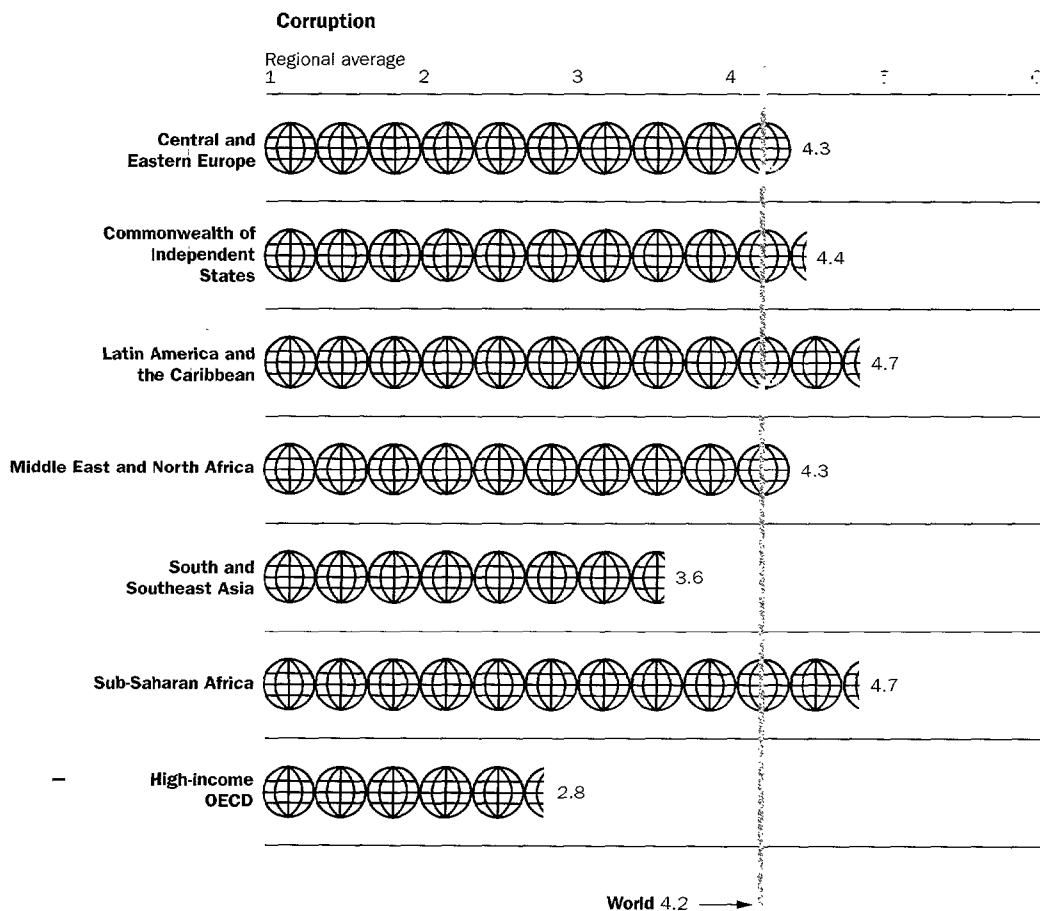 Corruption
Regional average
1 2 3 4
Central and
Eastern Europe
4.3
Commonwealth of
Independent
States
4.4
Latin America and
the Caribbean
4.7
Middle East and North Africa 4.3
South and
Southeast Asia
3.6
Sub-Saharan Africa 4.7
High-income
OECD
2.8
World 4.2